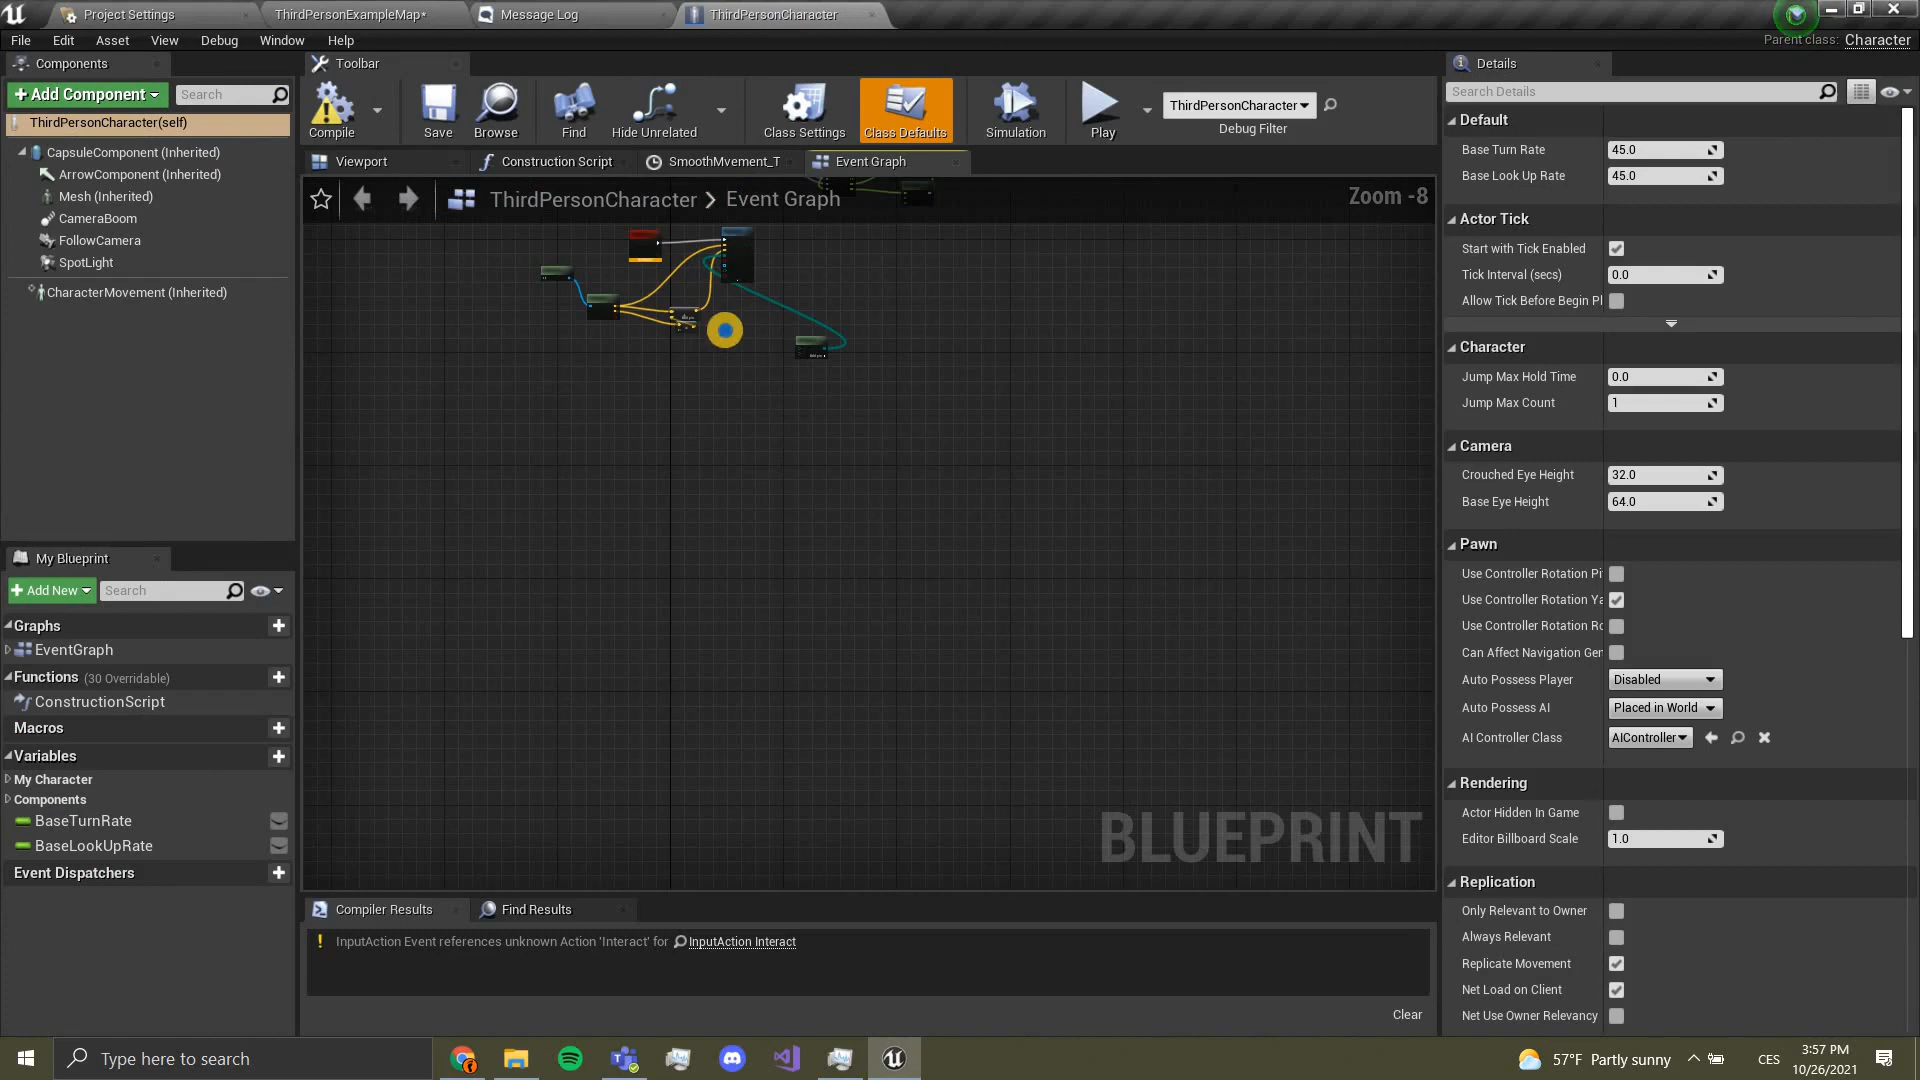 Project Settings
ThirdPersonExampleMap*
Message Log
ThirdPersonCharacter
File Edit Asset View Debug Window Help
Parent class: Character
Components
Toolbar
Details
Add Component
Search
Compile
Save
Browse
Find
Hide Unrelated
Class Settings
Class Defaults
Simulation
Play
ThirdPersonCharacter
Debug Filter
Search Details
ThirdPersonCharacter(self)
CapsuleComponent (Inherited)
ArrowComponent (Inherited)
Mesh (Inherited)
CameraBoom
FollowCamera
SpotLight
CharacterMovement (Inherited)
Viewport
Construction Script
SmoothMvement_T
Event Graph
ThirdPersonCharacter
Event Graph
Zoom -8
BLUEPRINT
Default
Base Turn Rate 45.0
Base Look Up Rate 45.0
Actor Tick
Start with Tick Enabled
Tick Interval (secs) 0.0
Allow Tick Before Begin Pl
Character
Jump Max Hold Time 0.0
Jump Max Count 1
Camera
Crouched Eye Height 32.0
Base Eye Height 64.0
Pawn
Use Controller Rotation Pi
Use Controller Rotation Ya
Use Controller Rotation Ro
Can Affect Navigation Gen
Auto Possess Player Disabled
Auto Possess AI Placed in World
AI Controller Class AIController
Rendering
Actor Hidden In Game
Editor Billboard Scale 1.0
Replication
Only Relevant to Owner
Always Relevant
Replicate Movement
Net Load on Client
Net Use Owner Relevancy
My Blueprint
Add New
Search
Graphs
EventGraph
Functions (30 Overridable)
ConstructionScript
Macros
Variables
My Character
Components
BaseTurnRate
BaseLookUpRate
Event Dispatchers
Compiler Results
Find Results
InputAction Event references unknown Action 'Interact' for InputAction Interact
Clear
Type here to search
57°F Partly sunny
CES
3:57 PM
10/26/2021